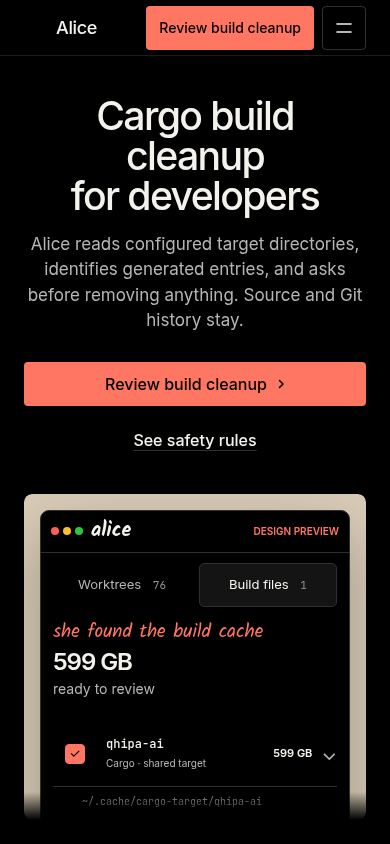 Alice
Review build cleanup
Cargo build
cleanup
for developers
Alice reads configured target directories,
identifies generated entries, and asks
before removing anything. Source and Git
history stay.
Review build cleanup
See safety rules
alice
DESIGN PREVIEW
Worktrees 76
Build files 1
she found the build cache
599 GB
ready to review
qhipa-ai
599 GB
Cargo · shared target
~/.cache/cargo-target/qhipa-ai